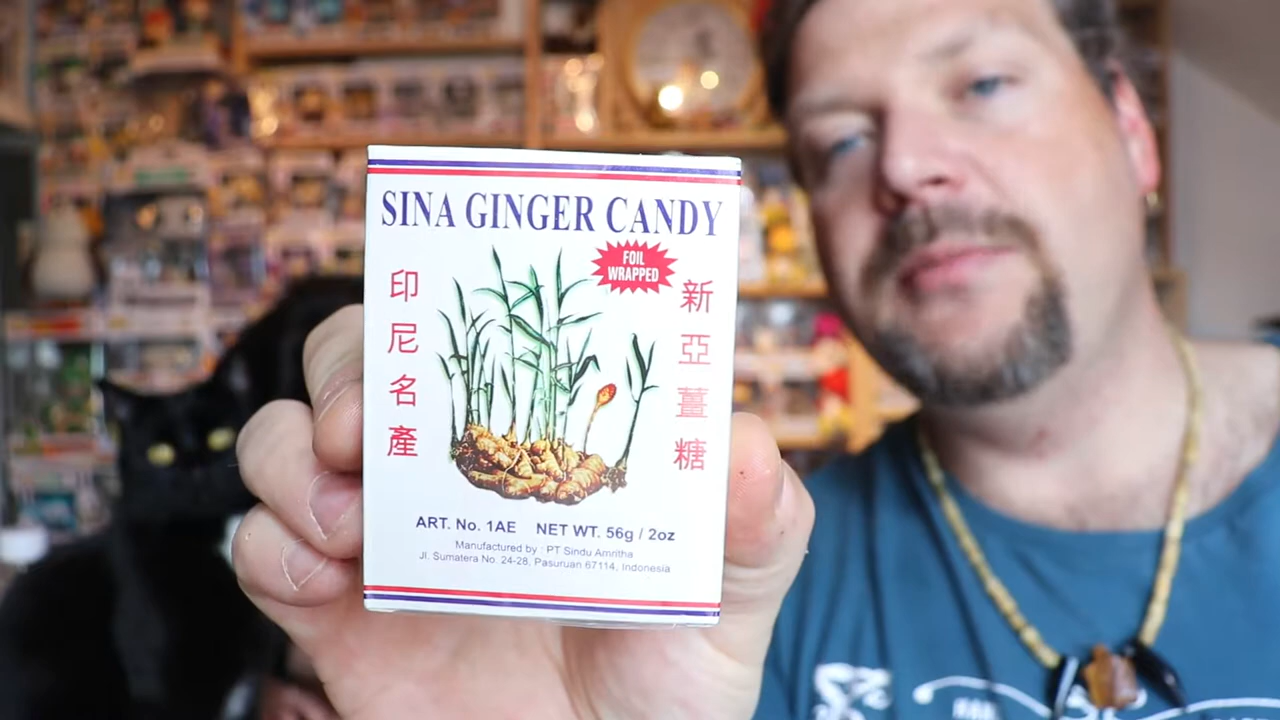 SINA GINGER CANDY
FOIL
WRAPPED
印尼名產
新亞薑糖
ART. No. 1AE NET WT. 56g / 2oz
Manufactured by : PT Sindu Amritha
Jl. Sumatera No. 24-28, Pasuruan 67114, Indonesia